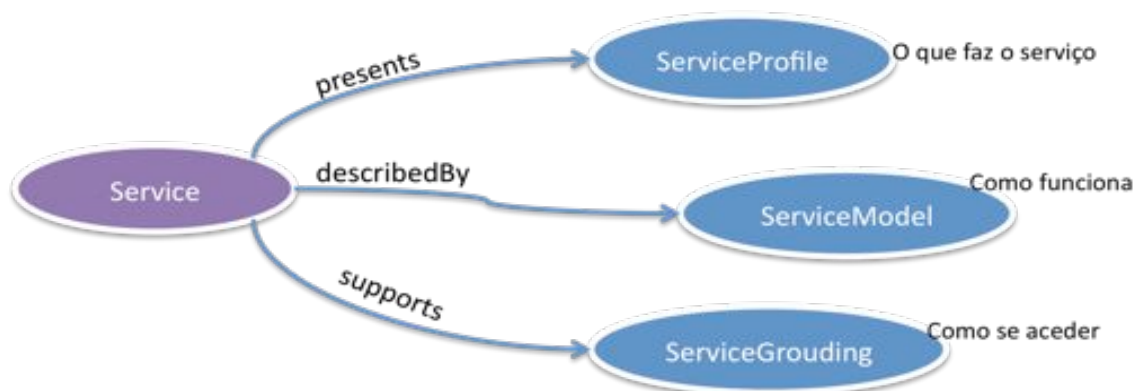 presents
ServiceProfile
O que faz o serviço
Service
describedBy
ServiceModel
Como funciona
supports
ServiceGrouding
Como se aceder